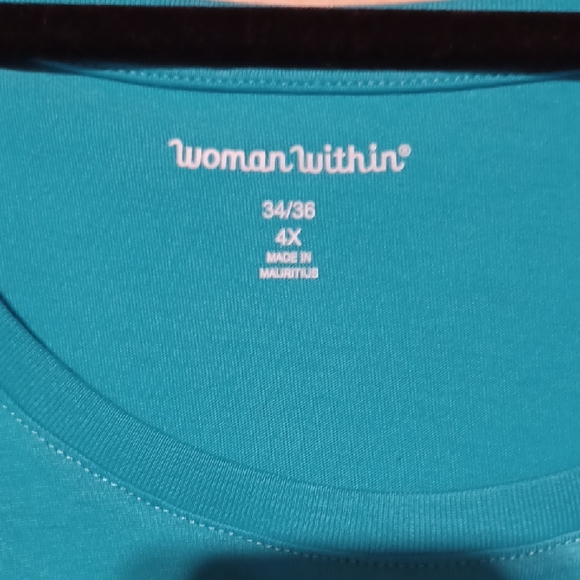 Woman Within®
34/36
4X
MADE IN
MAURITIUS